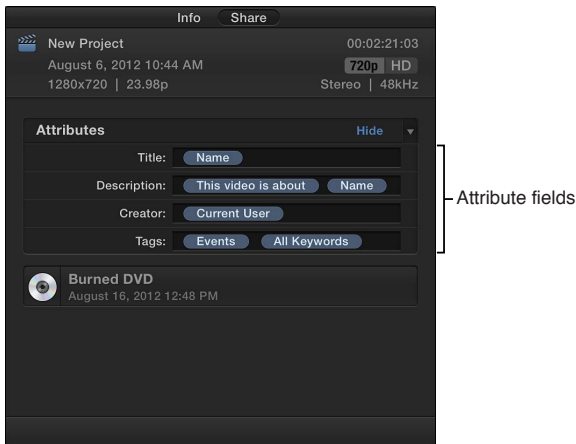 Info Share
New Project 00:02:21:03
August 6, 2012 10:44 AM 720p HD
1280x720 | 23.98p Stereo | 48kHz
Attributes Hide
Title: Name
Description: This video is about Name
Attribute fields
Creator: Current User
Tags: Events All Keywords
Burned DVD
August 16, 2012 12:48 PM